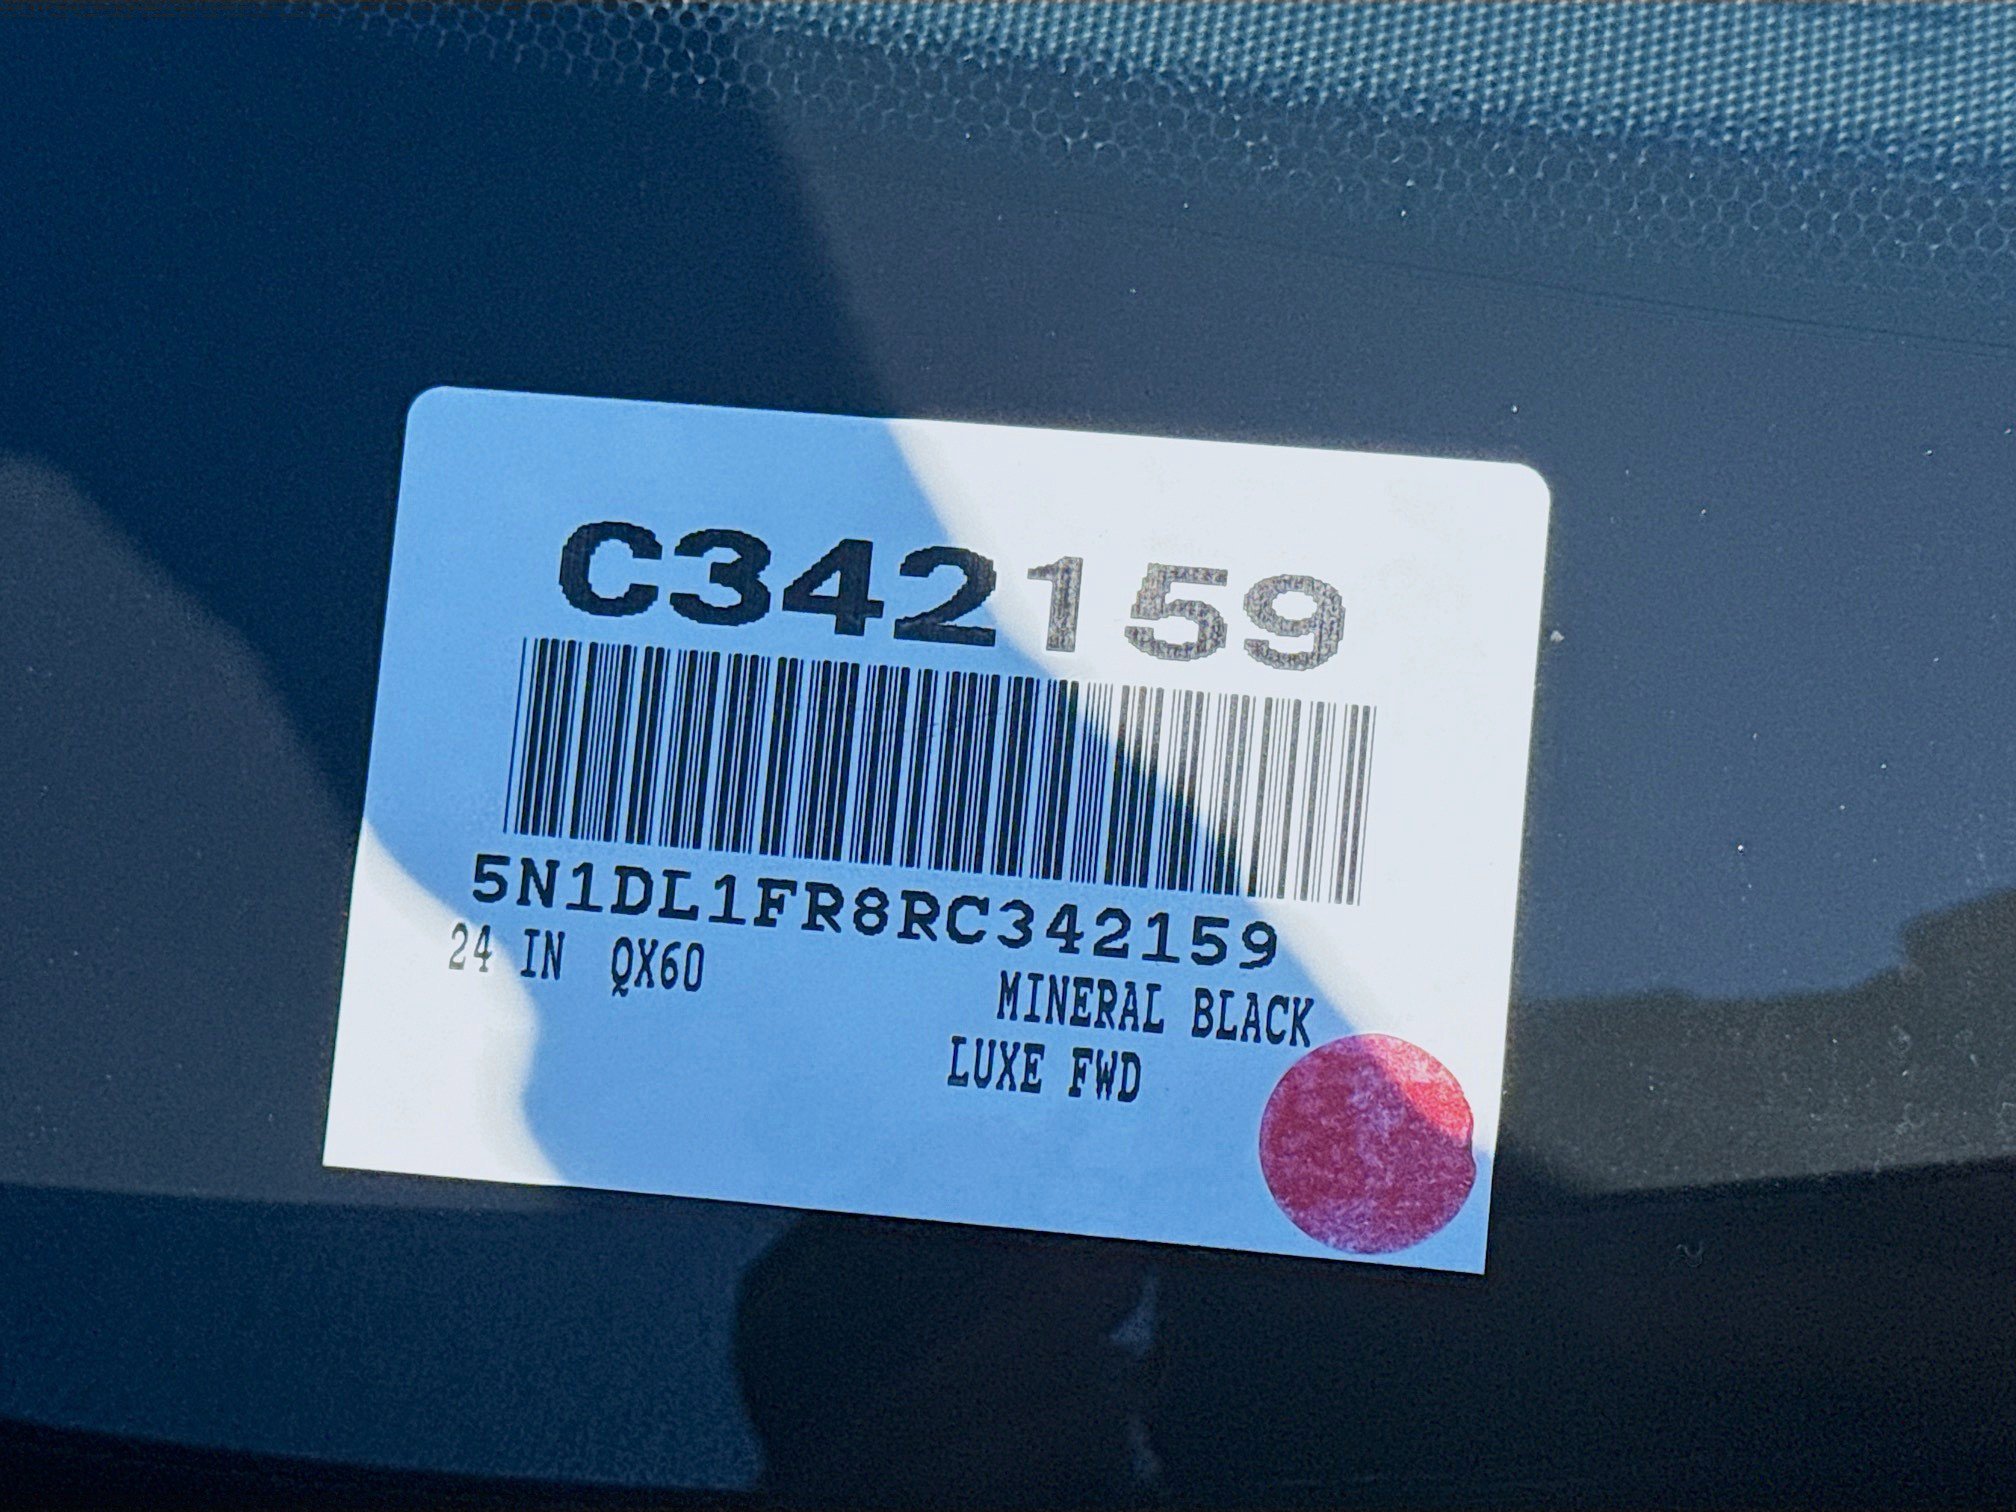 C342159
5N1DL1FR8RC342159
24 IN QX60
MINERAL BLACK
LUXE FWD